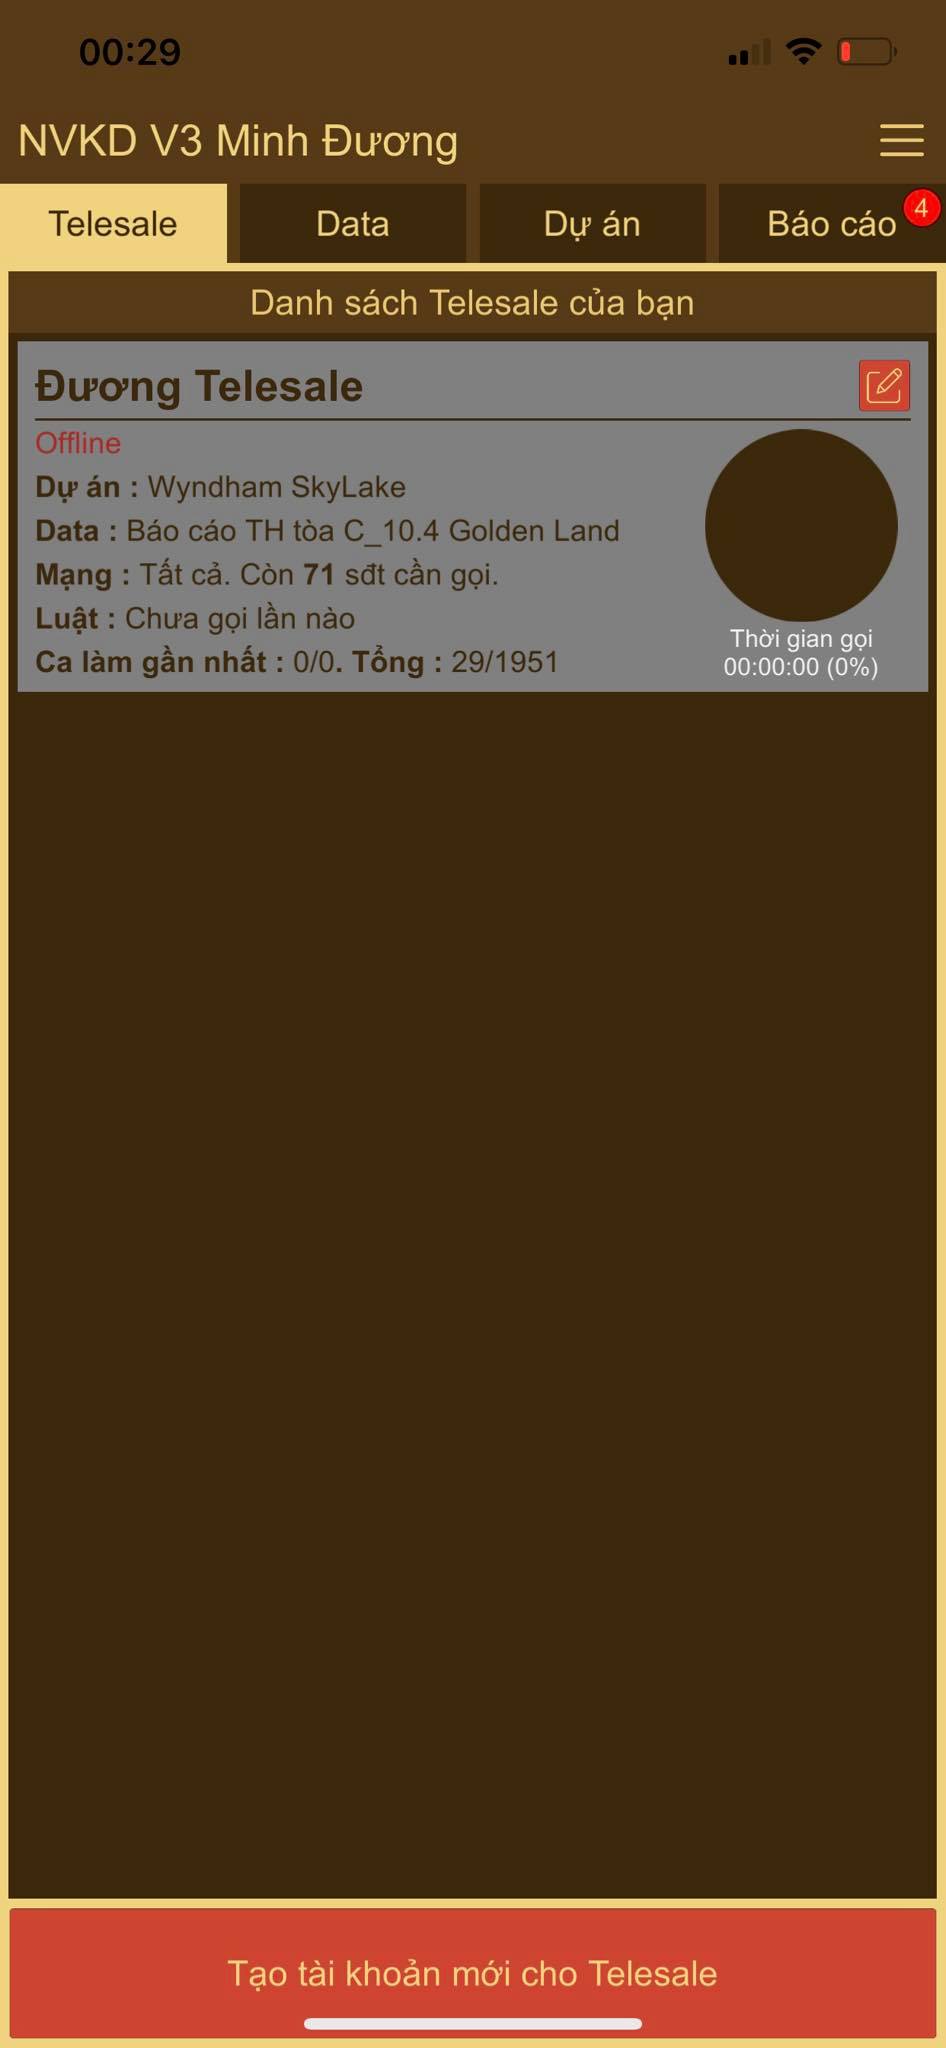 00:29
NVKD V3 Minh Đương
Telesale
Data
Dự án
Báo cáo
4
Danh sách Telesale của bạn
Đương Telesale
Offline
Dự án : Wyndham SkyLake
Data : Báo cáo TH tòa C_10.4 Golden Land
Mạng : Tất cả. Còn 71 sđt cần gọi.
Luật : Chưa gọi lần nào
Ca làm gần nhất : 0/0. Tổng : 29/1951
Thời gian gọi
00:00:00 (0%)
Tạo tài khoản mới cho Telesale